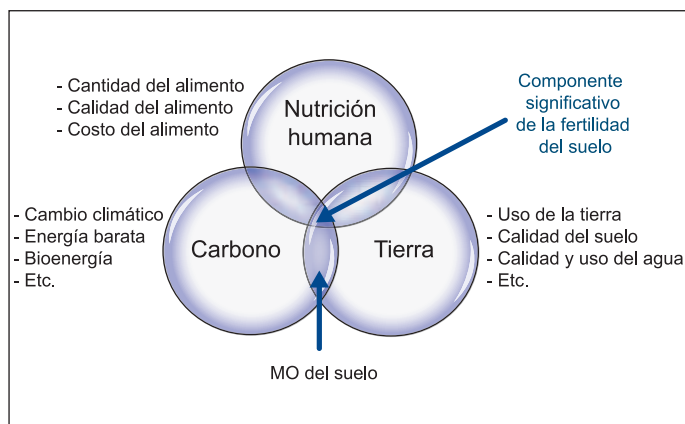 - Cantidad del alimento
- Calidad del alimento
- Costo del alimento
Nutrición
humana
Componente
significativo
de la fertilidad
del suelo
- Cambio climático
- Energía barata
- Bioenergía
- Etc.
Carbono
Tierra
- Uso de la tierra
- Calidad del suelo
- Calidad y uso del agua
- Etc.
MO del suelo